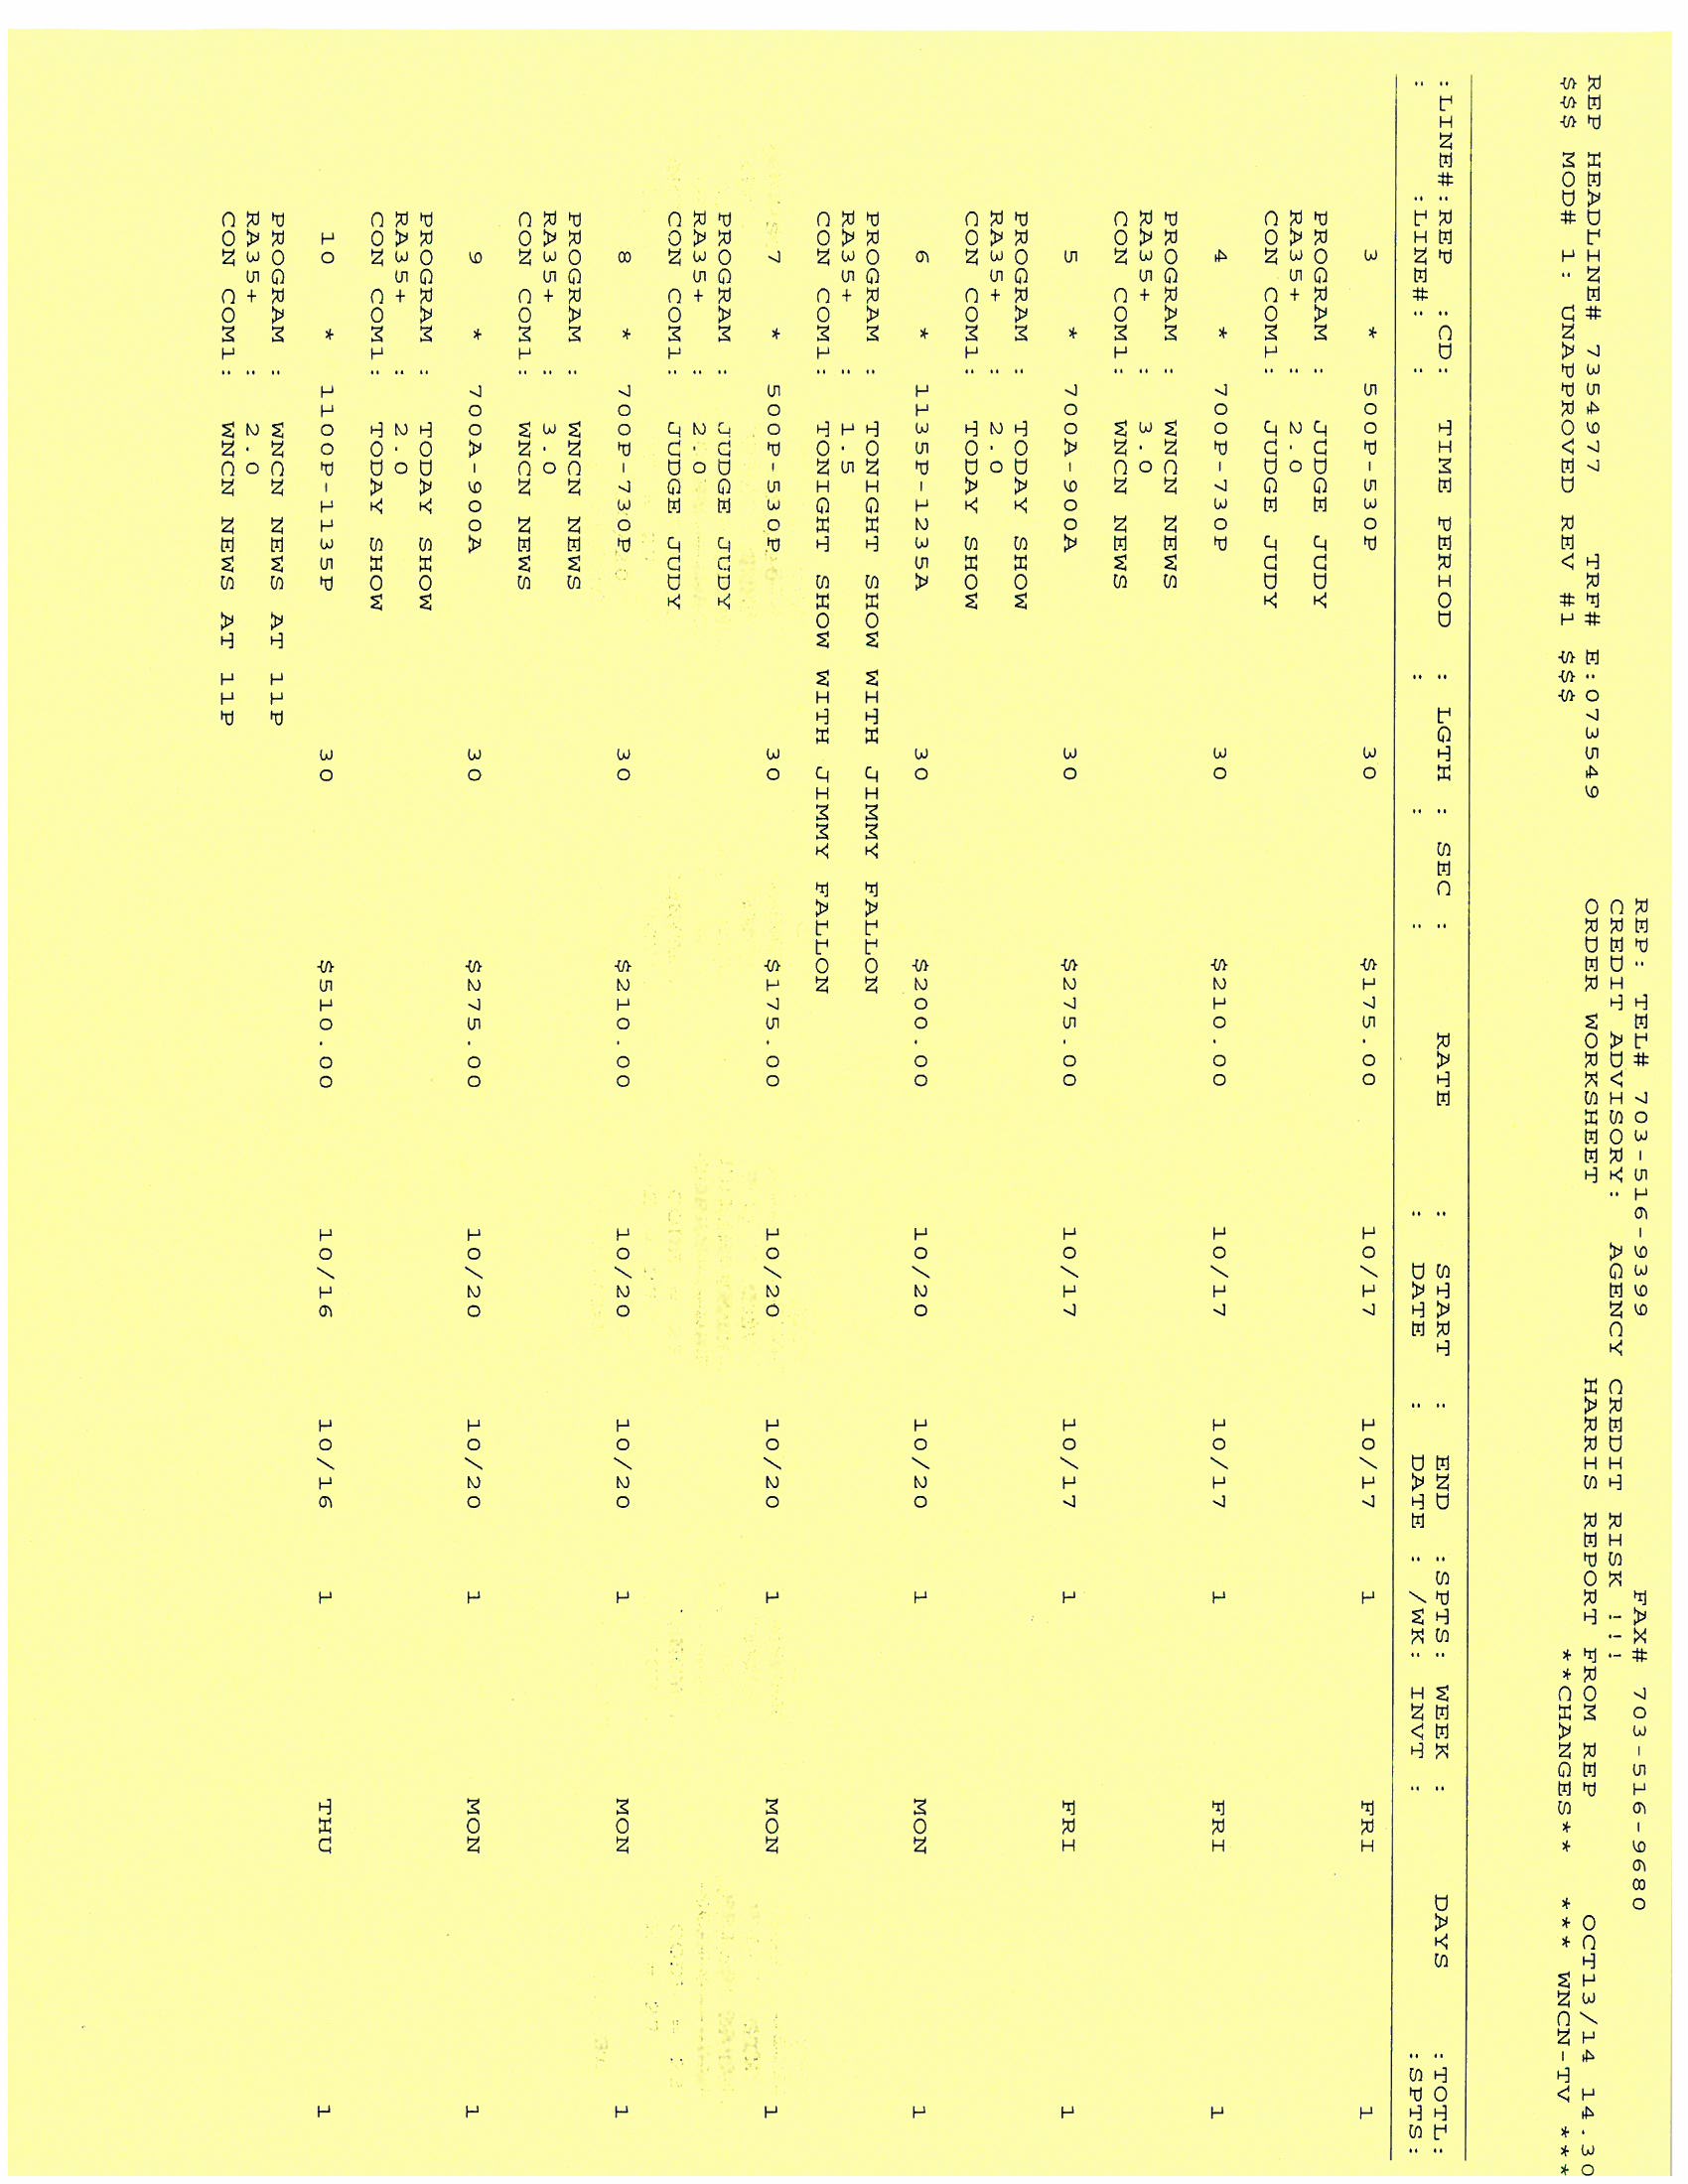 REP: TEL# 703-516-9399 FAX# 703-516-9680
CREDIT ADVISORY: AGENCY CREDIT RISK !!!
REP HEADLINE# 7354977 TRF# E:073549 ORDER WORKSHEET HARRIS REPORT FROM REP OCT13/14 14.30
$$$ MOD# 1: UNAPPROVED REV #1 $$$ **CHANGES** *** WNCN-TV ***
:LINE#:REP :CD: TIME PERIOD : LGTH : SEC : RATE : START : END :SPTS: WEEK : DAYS :TOTL:
: :LINE#: : : : : : DATE : DATE : /WK: INVT : :SPTS:
3 * 500P-530P 30 $175.00 10/17 10/17 1 FRI 1
PROGRAM : JUDGE JUDY
RA35+ : 2.0
CON COM1: JUDGE JUDY
4 * 700P-730P 30 $210.00 10/17 10/17 1 FRI 1
PROGRAM : WNCN NEWS
RA35+ : 3.0
CON COM1: WNCN NEWS
5 * 700A-900A 30 $275.00 10/17 10/17 1 FRI 1
PROGRAM : TODAY SHOW
RA35+ : 2.0
CON COM1: TODAY SHOW
6 * 1135P-1235A 30 $200.00 10/20 10/20 1 MON 1
PROGRAM : TONIGHT SHOW WITH JIMMY FALLON
RA35+ : 1.5
CON COM1: TONIGHT SHOW WITH JIMMY FALLON
7 * 500P-530P 30 $175.00 10/20 10/20 1 MON 1
PROGRAM : JUDGE JUDY
RA35+ : 2.0
CON COM1: JUDGE JUDY
8 * 700P-730P 30 $210.00 10/20 10/20 1 MON 1
PROGRAM : WNCN NEWS
RA35+ : 3.0
CON COM1: WNCN NEWS
9 * 700A-900A 30 $275.00 10/20 10/20 1 MON 1
PROGRAM : TODAY SHOW
RA35+ : 2.0
CON COM1: TODAY SHOW
10 * 1100P-1135P 30 $510.00 10/16 10/16 1 THU 1
PROGRAM : WNCN NEWS AT 11P
RA35+ : 2.0
CON COM1: WNCN NEWS AT 11P